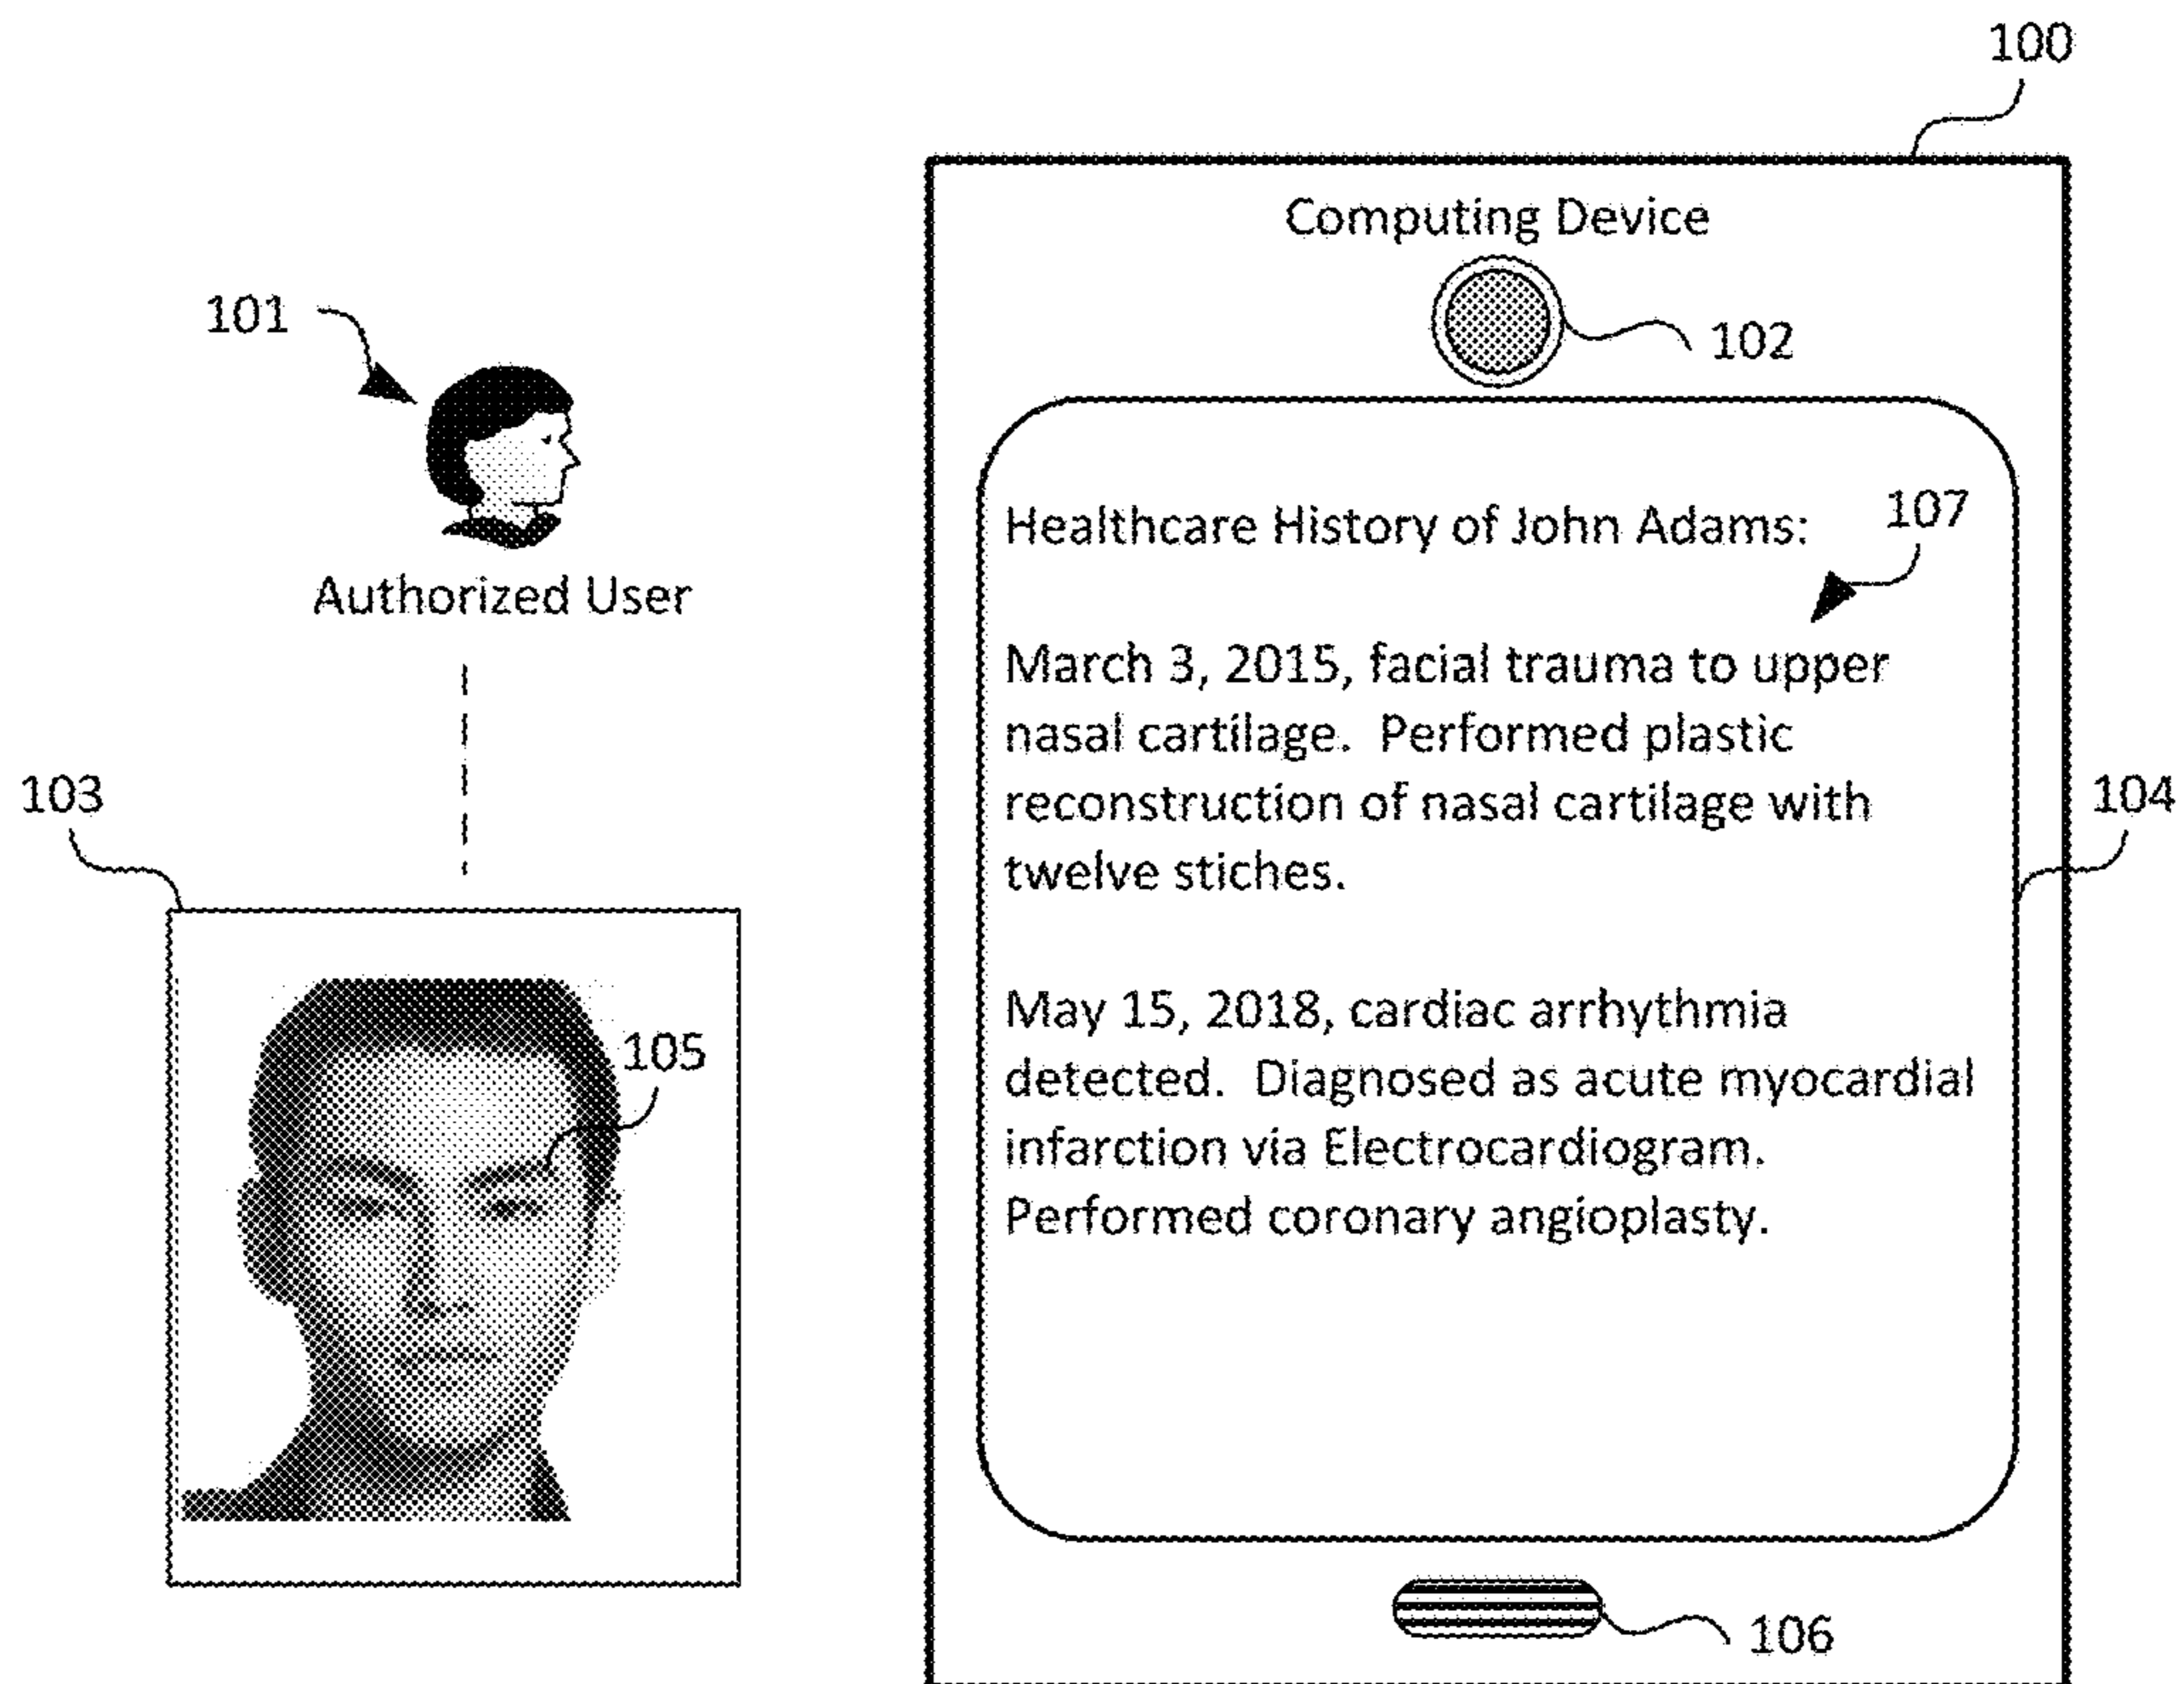 100
Computing Device
101
102
Healthcare History of John Adams:
107
Authorized User
March 3, 2015, facial trauma to upper
nasal cartilage.  Performed plastic
reconstruction of nasal cartilage with
twelve stiches.
103
104
May 15, 2018, cardiac arrhythmia
detected.  Diagnosed as acute myocardial
infarction via Electrocardiogram.
Performed coronary angioplasty.
105
106